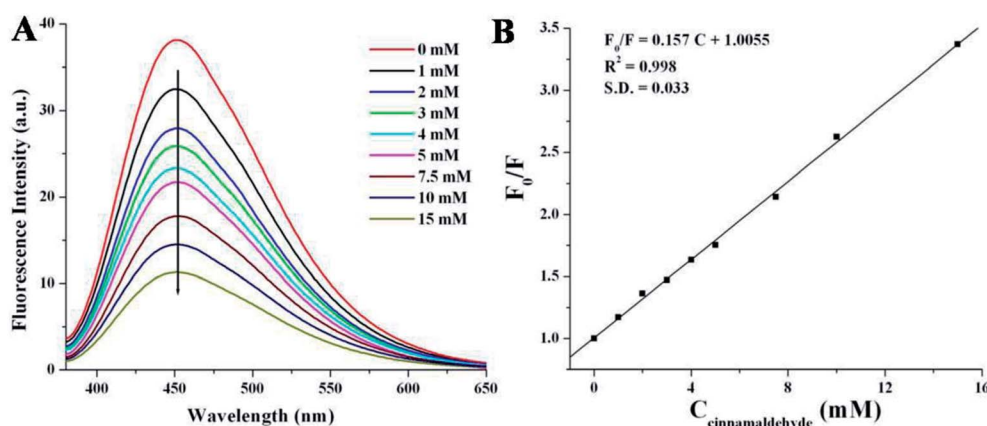 A
40
30
20
10
0
Fluorescence Intensity (a.u.)
400 450 500 550 600 650
Wavelength (nm)
0 mM
1 mM
2 mM
3 mM
4 mM
5 mM
7.5 mM
10 mM
15 mM
B
3.5
3.0
2.5
2.0
1.5
1.0
F₀/F
F₀/F = 0.157 C + 1.0055
R² = 0.998
S.D. = 0.033
0 4 8 12 16
C cinnamaldehyde (mM)